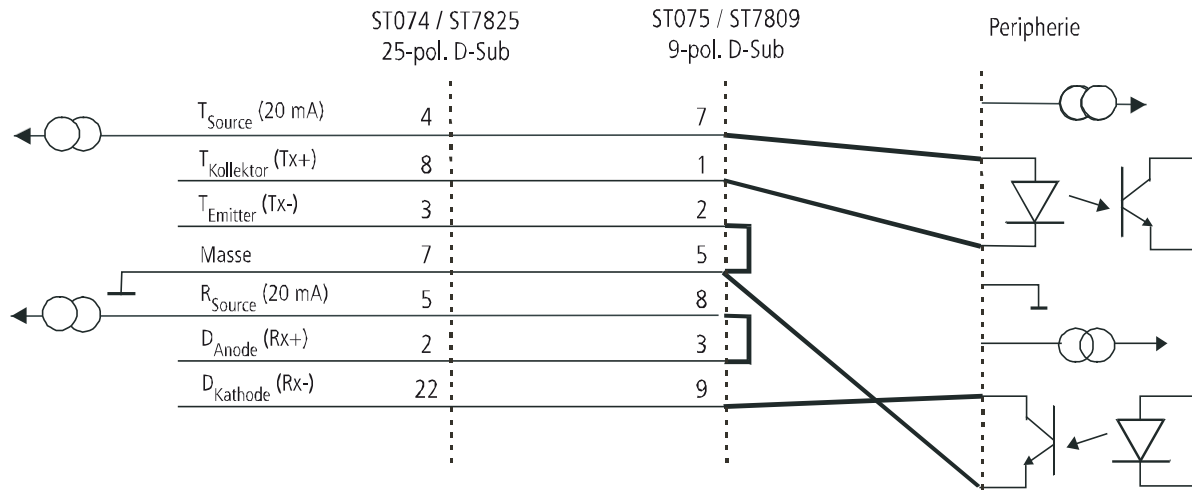 ST074 / ST7825
25-pol. D-Sub
ST075 / ST7809
9-pol. D-Sub
Peripherie
TSource (20 mA) 4 7
TKollektor (Tx+) 8 1
TEmitter (Tx-) 3 2
Masse 7 5
RSource (20 mA) 5 8
DAnode (Rx+) 2 3
DKathode (Rx-) 22 9